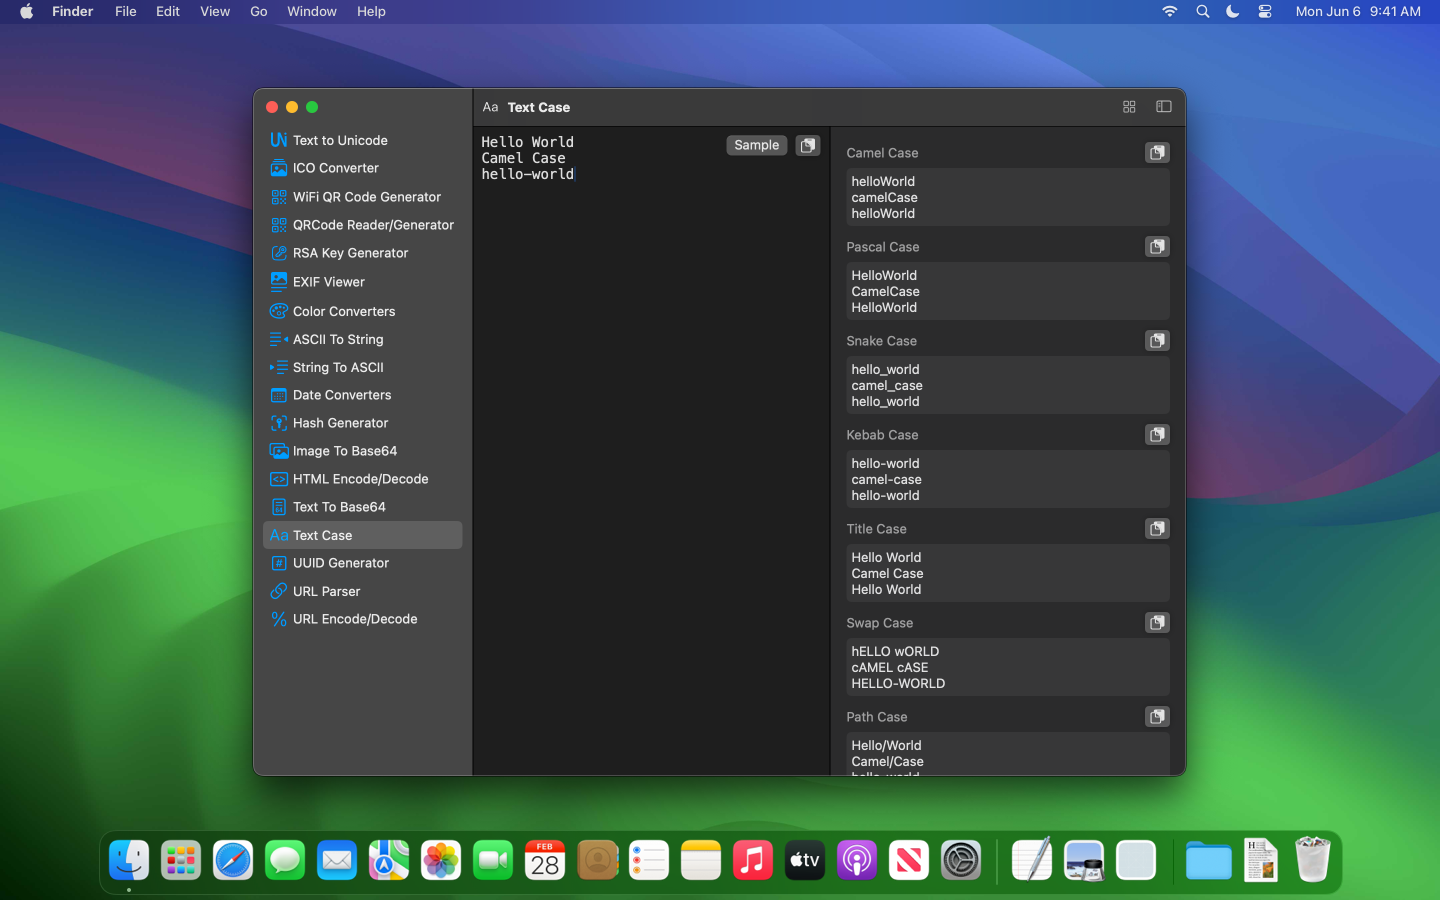 Finder File Edit View Go Window Help
Mon Jun 6 9:41 AM
Text to Unicode
ICO Converter
WiFi QR Code Generator
QRCode Reader/Generator
RSA Key Generator
EXIF Viewer
Color Converters
ASCII To String
String To ASCII
Date Converters
Hash Generator
Image To Base64
HTML Encode/Decode
Text To Base64
Aa Text Case
UUID Generator
URL Parser
URL Encode/Decode
Aa Text Case
Hello World
Camel Case
hello-world
Sample
Camel Case
helloWorld
camelCase
helloWorld
Pascal Case
HelloWorld
CamelCase
HelloWorld
Snake Case
hello_world
camel_case
hello_world
Kebab Case
hello-world
camel-case
hello-world
Title Case
Hello World
Camel Case
Hello World
Swap Case
hELLO wORLD
cAMEL cASE
HELLO-WORLD
Path Case
Hello/World
Camel/Case
FEB
28
tv